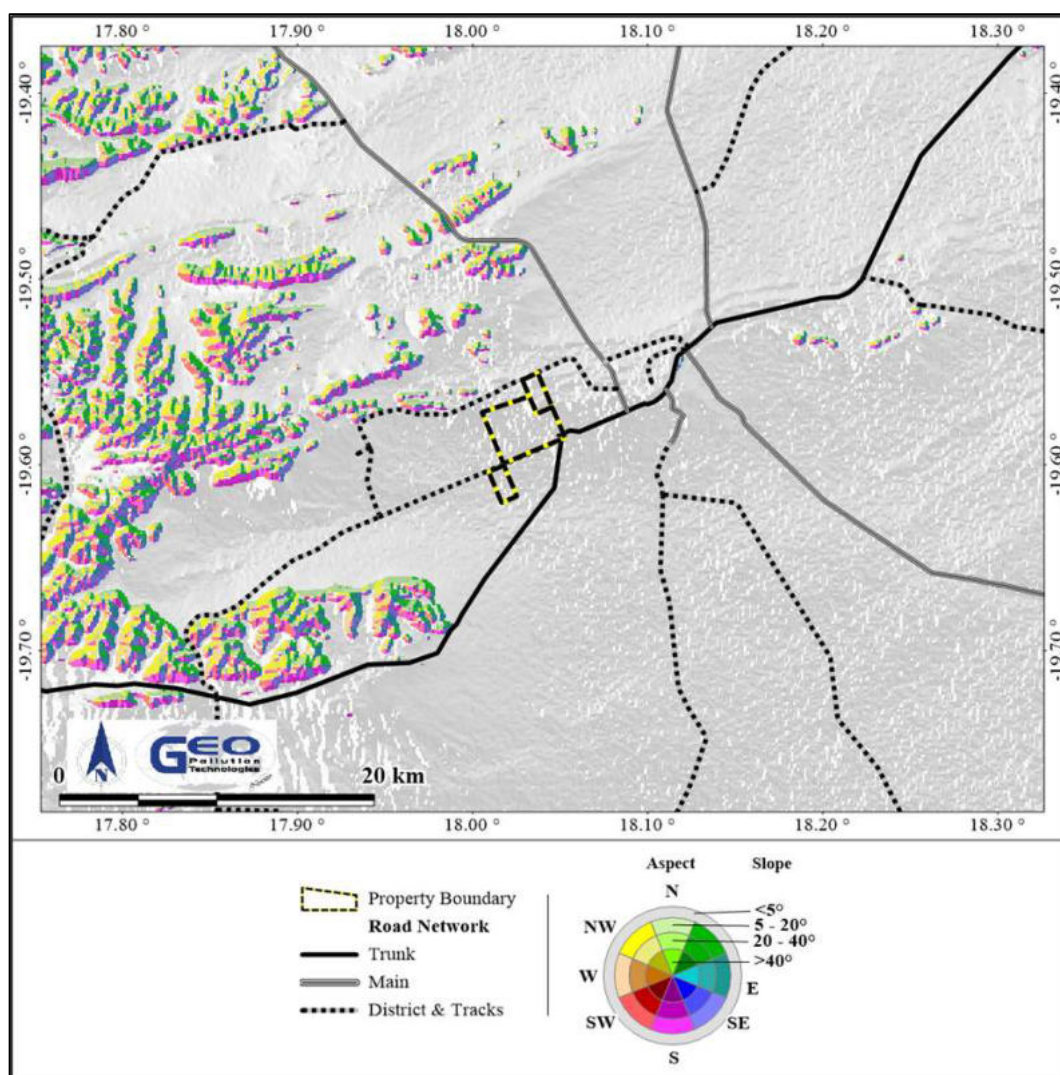 17.80 ° 17.90 ° 18.00 ° 18.10 ° 18.20 ° 18.30 °
-19.40 ° -19.40 °
-19.50 ° -19.50 °
-19.60 ° -19.60 °
-19.70 ° -19.70 °
N
GEO
Pollution
Technologies
0 20 km
17.80 ° 17.90 ° 18.00 ° 18.10 ° 18.20 ° 18.30 °
Property Boundary
Road Network
Trunk
Main
District & Tracks
Aspect Slope
N
<5°
5 - 20°
20 - 40°
>40°
NW
W
SW
S
SE
E